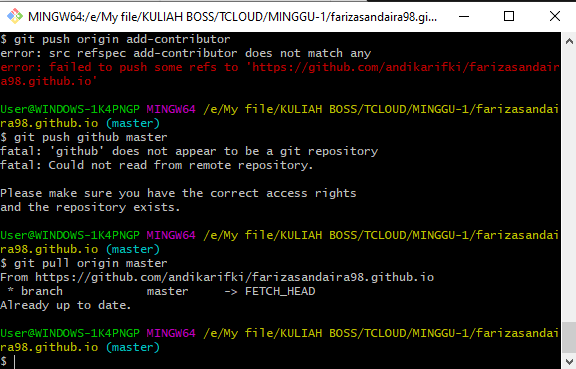 MINGW64:/e/My file/KULIAH BOSS/TCLOUD/MINGGU-1/farizasandaira98.gi...
$ git push origin add-contributor
error: src refspec add-contributor does not match any
error: failed to push some refs to 'https://github.com/andikarifki/farizasandair
a98.github.io'
User@WINDOWS-1K4PNGP MINGW64 /e/My file/KULIAH BOSS/TCLOUD/MINGGU-1/farizasandai
ra98.github.io (master)
$ git push github master
fatal: 'github' does not appear to be a git repository
fatal: Could not read from remote repository.
Please make sure you have the correct access rights
and the repository exists.
User@WINDOWS-1K4PNGP MINGW64 /e/My file/KULIAH BOSS/TCLOUD/MINGGU-1/farizasandai
ra98.github.io (master)
$ git pull origin master
From https://github.com/andikarifki/farizasandaira98.github.io
 * branch            master     -> FETCH_HEAD
Already up to date.
User@WINDOWS-1K4PNGP MINGW64 /e/My file/KULIAH BOSS/TCLOUD/MINGGU-1/farizasandai
ra98.github.io (master)
$